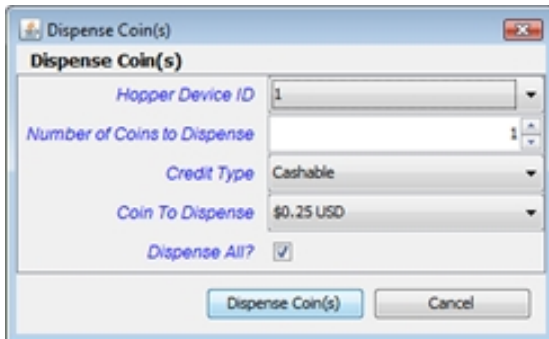 Dispense Coin(s)
Dispense Coin(s)
Hopper Device ID 1
Number of Coins to Dispense 1
Credit Type Cashable
Coin To Dispense $0.25 USD
Dispense All?
Dispense Coin(s) Cancel